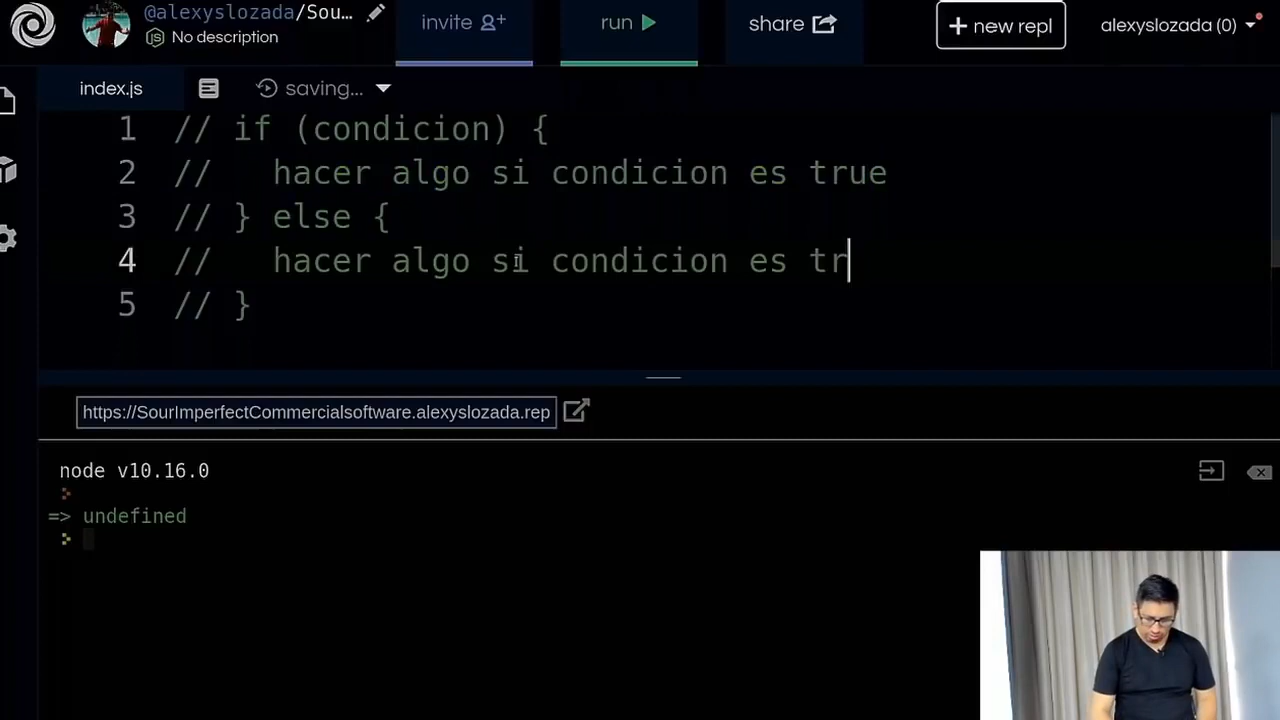 @alexyslozada/Sour...
No description
invite
run
share
+ new repl
alexyslozada (0)
index.js
saving...
1 // if (condicion) {
2 //   hacer algo si condicion es true
3 // } else {
4 //   hacer algo si condicion es tr
5 // }
https://SourImperfectCommercialsoftware.alexyslozada.rep
node v10.16.0
=> undefined